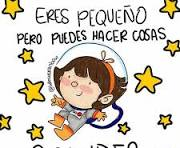 ERES PEQUEÑO
PERO PUEDES HACER COSAS